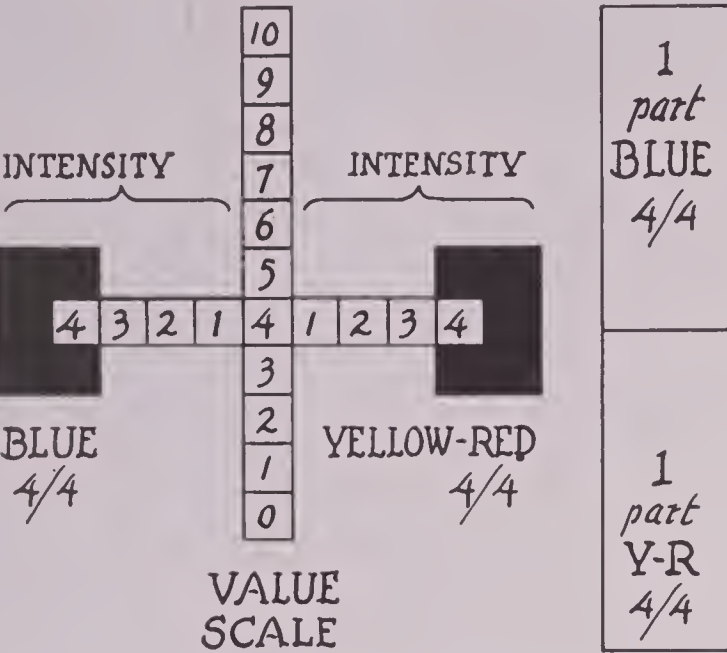 10
9
8
7
6
5
INTENSITY
INTENSITY
4 3 2 1 4 1 2 3 4
3
2
1
0
BLUE
4/4
YELLOW-RED
4/4
VALUE
SCALE
1
part
BLUE
4/4
1
part
Y-R
4/4